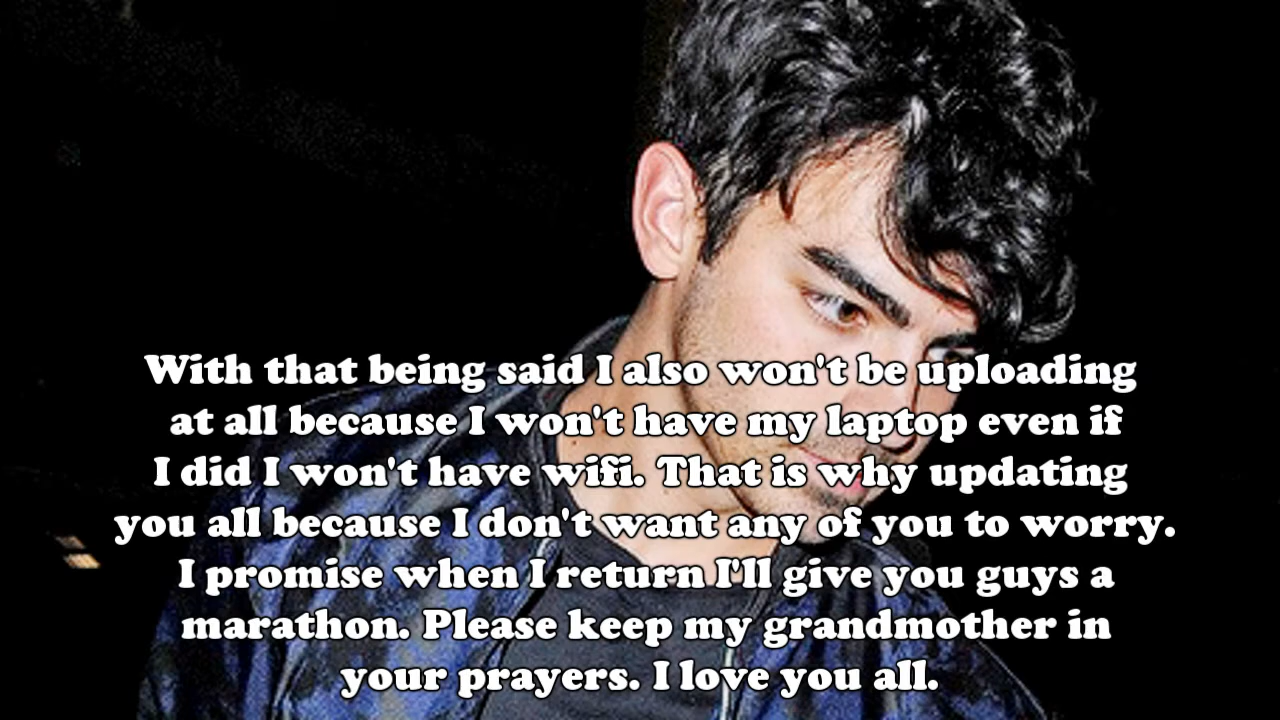 With that being said I also won't be uploading
at all because I won't have my laptop even if
I did I won't have wifi. That is why updating
you all because I don't want any of you to worry.
I promise when I return I'll give you guys a
marathon. Please keep my grandmother in
your prayers. I love you all.